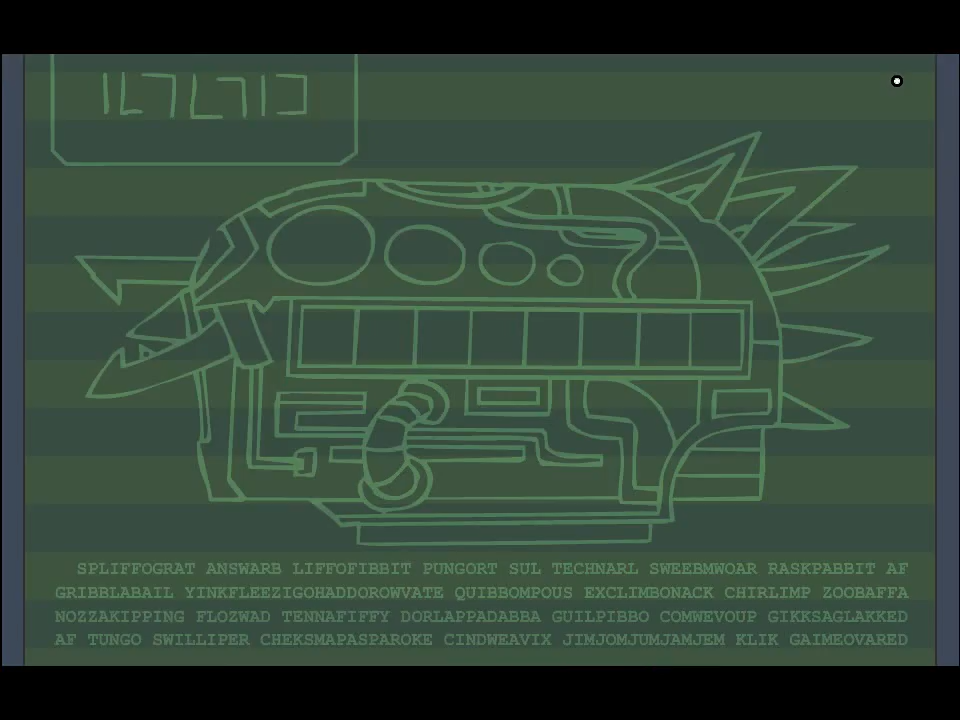 SPLIFFOGRAT ANSWARB LIFFOFIBBIT PUNGORT SUL TECHNARL SWEEBMWOAR RASKPABBIT AF
GRIBBLABAIL YINKFLEEZIGOHADDOROWVATE QUIBBOMPOUS EXCLIMBONACK CHIRLIMP ZOOBAFFA
NOZZAKIPPING FLOZWAD TENNAFIFFY DORLAPPADABBA GUILPIBBO COMWEVOUP GIKKSAGLAKKED
AF TUNGO SWILLIPER CHEKSMAPASPAROKE CINDWEAVIX JIMJOMJUMJAMJEM KLIK GAIMEOVARED